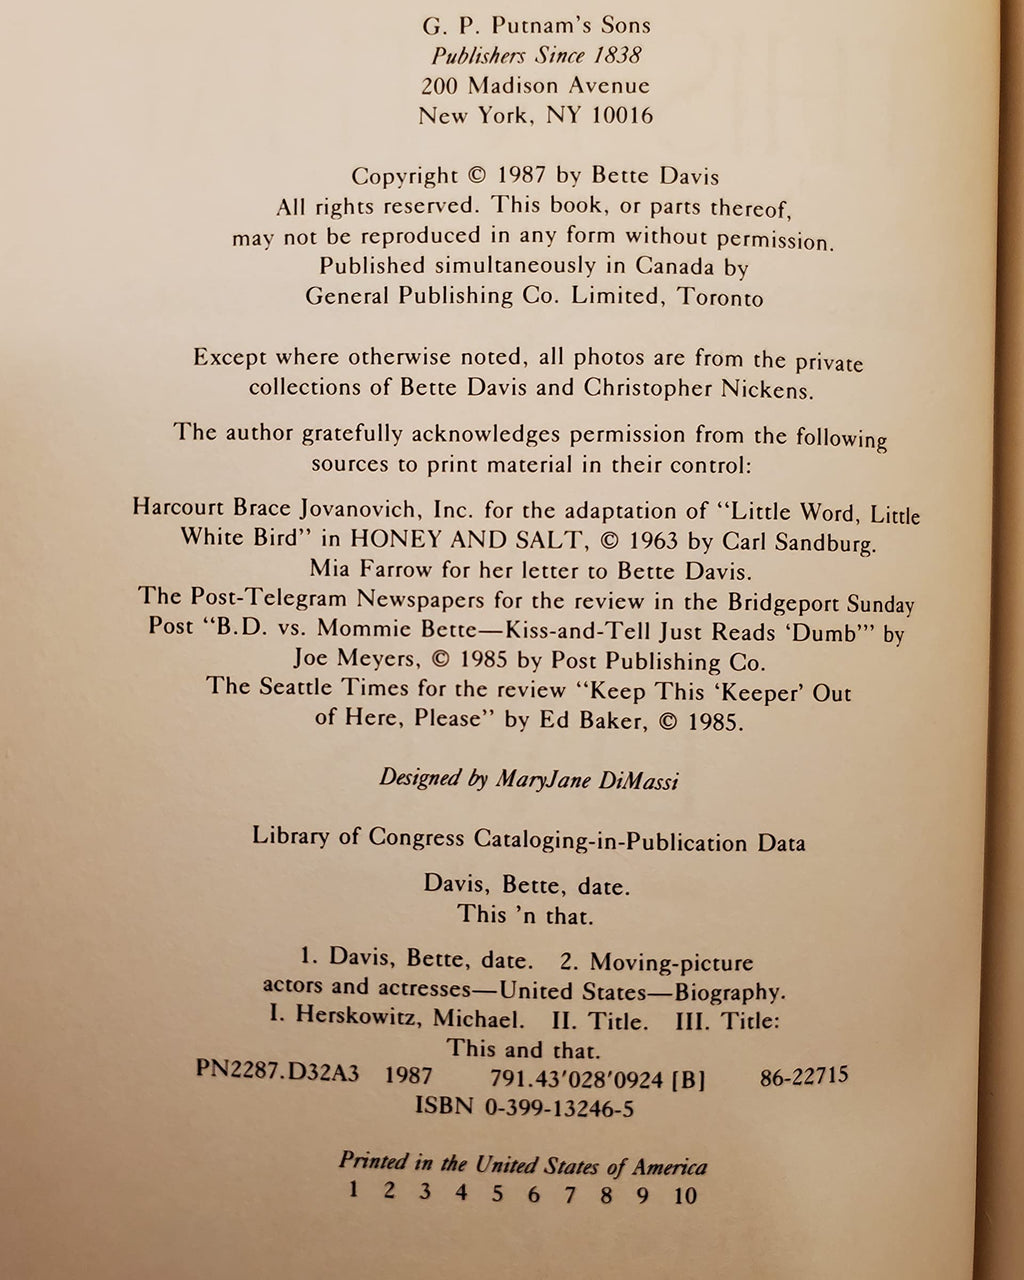 G. P. Putnam's Sons
Publishers Since 1838
200 Madison Avenue
New York, NY 10016
Copyright © 1987 by Bette Davis
All rights reserved. This book, or parts thereof,
may not be reproduced in any form without permission.
Published simultaneously in Canada by
General Publishing Co. Limited, Toronto
Except where otherwise noted, all photos are from the private
collections of Bette Davis and Christopher Nickens.
The author gratefully acknowledges permission from the following
sources to print material in their control:
Harcourt Brace Jovanovich, Inc. for the adaptation of “Little Word, Little
White Bird” in HONEY AND SALT, © 1963 by Carl Sandburg.
Mia Farrow for her letter to Bette Davis.
The Post-Telegram Newspapers for the review in the Bridgeport Sunday
Post “B.D. vs. Mommie Bette—Kiss-and-Tell Just Reads ‘Dumb’” by
Joe Meyers, © 1985 by Post Publishing Co.
The Seattle Times for the review “Keep This ‘Keeper’ Out
of Here, Please” by Ed Baker, © 1985.
Designed by MaryJane DiMassi
Library of Congress Cataloging-in-Publication Data
Davis, Bette, date.
This ’n that.
1. Davis, Bette, date. 2. Moving-picture
actors and actresses—United States—Biography.
I. Herskowitz, Michael. II. Title. III. Title:
This and that.
PN2287.D32A3 1987 791.43′028′0924 [B] 86-22715
ISBN 0-399-13246-5
Printed in the United States of America
1 2 3 4 5 6 7 8 9 10